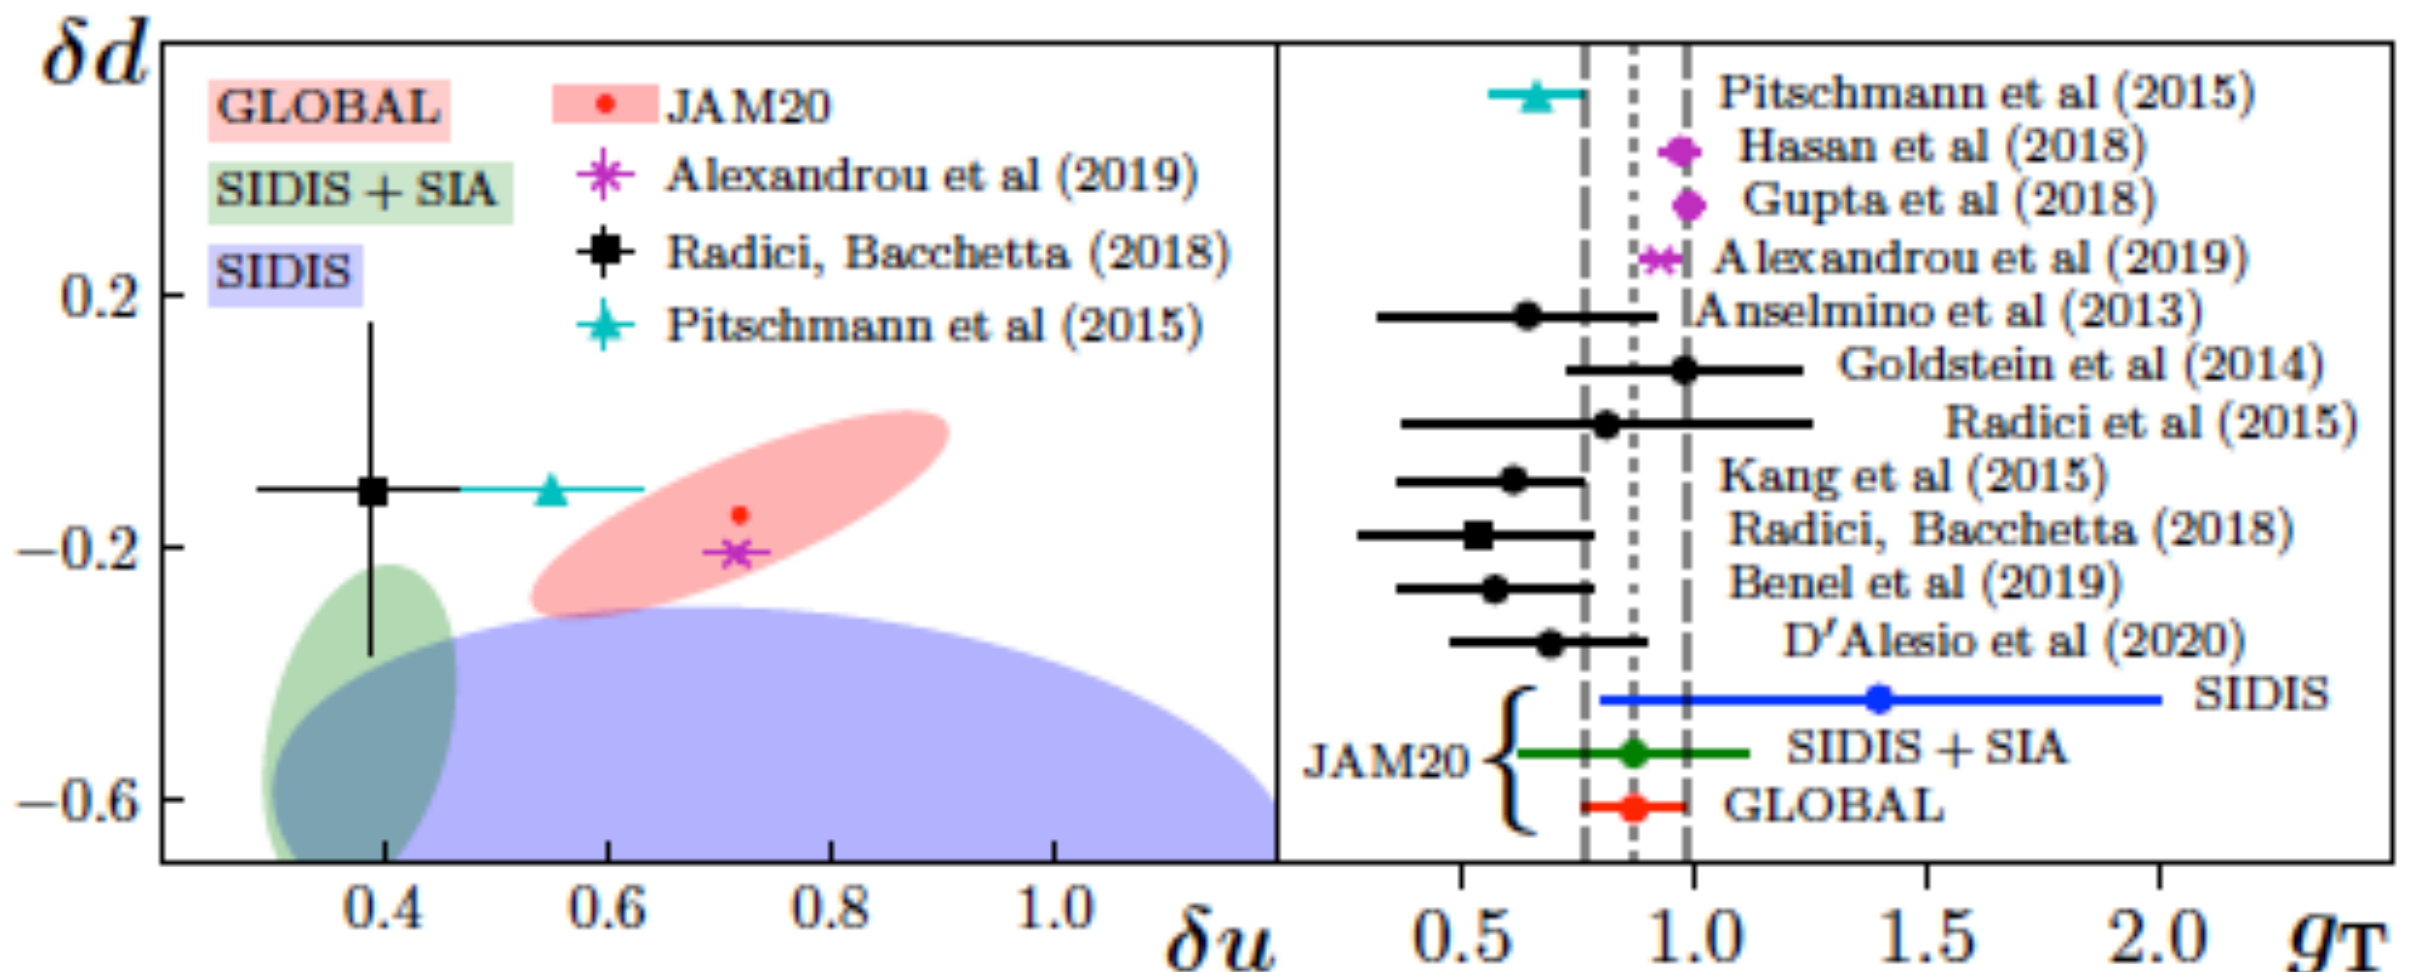 δd
GLOBAL
SIDIS + SIA
SIDIS
JAM20
Alexandrou et al (2019)
Radici, Bacchetta (2018)
Pitschmann et al (2015)
0.2
−0.2
−0.6
0.4 0.6 0.8 1.0 δu
Pitschmann et al (2015)
Hasan et al (2018)
Gupta et al (2018)
Alexandrou et al (2019)
Anselmino et al (2013)
Goldstein et al (2014)
Radici et al (2015)
Kang et al (2015)
Radici, Bacchetta (2018)
Benel et al (2019)
D′Alesio et al (2020)
SIDIS
JAM20 { SIDIS + SIA
GLOBAL
0.5 1.0 1.5 2.0 gT